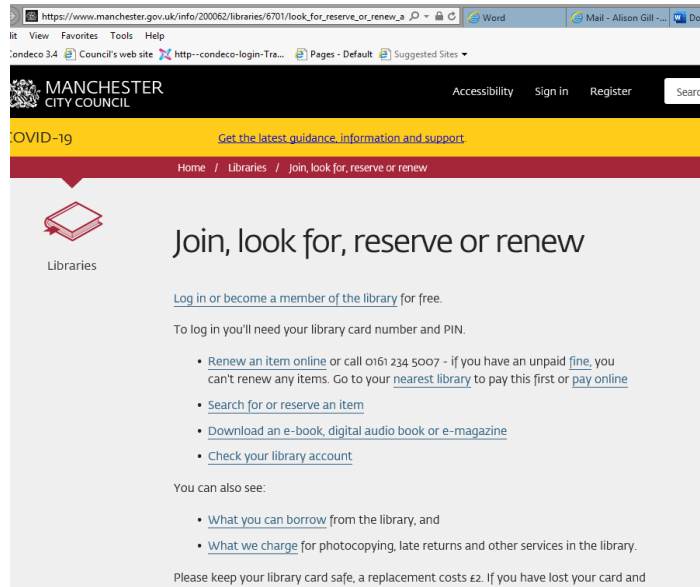 https://www.manchester.gov.uk/info/200062/libraries/6701/look_for_reserve_or_renew_a
Word
Mail - Alison Gill -...
Do
dit View Favorites Tools Help
Condeco 3.4 Council's web site http--condeco-login-Tra... Pages - Default Suggested Sites
MANCHESTER
CITY COUNCIL
Accessibility Sign in Register Searc
COVID-19 Get the latest guidance, information and support.
Home / Libraries / Join, look for, reserve or renew
Libraries
Join, look for, reserve or renew
Log in or become a member of the library for free.
To log in you'll need your library card number and PIN.
• Renew an item online or call 0161 234 5007 - if you have an unpaid fine, you
can't renew any items. Go to your nearest library to pay this first or pay online
• Search for or reserve an item
• Download an e-book, digital audio book or e-magazine
• Check your library account
You can also see:
• What you can borrow from the library, and
• What we charge for photocopying, late returns and other services in the library.
Please keep your library card safe, a replacement costs £2. If you have lost your card and